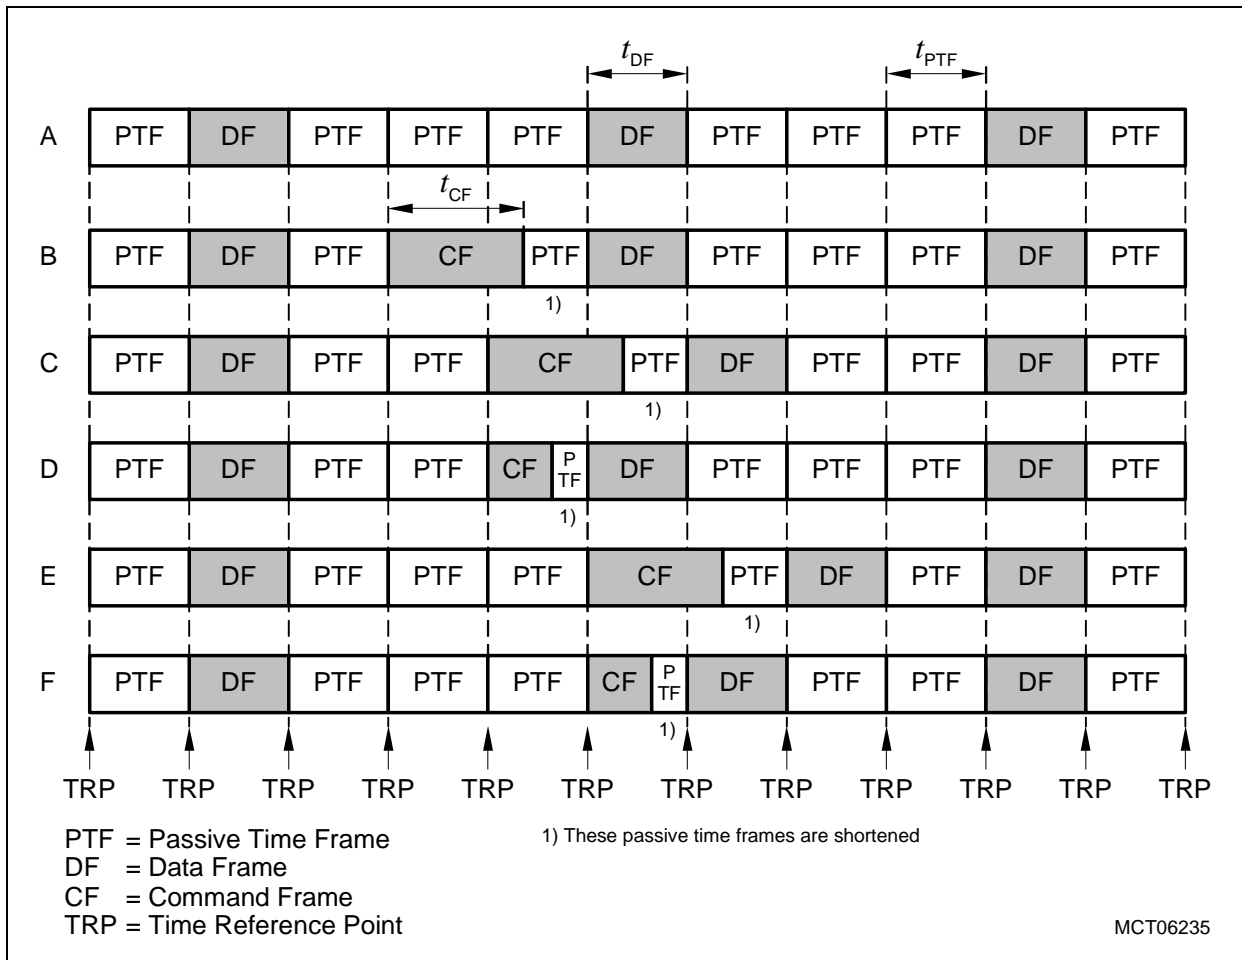 tDF tPTF
A PTF DF PTF PTF PTF DF PTF PTF PTF DF PTF
tCF
B PTF DF PTF CF PTF DF PTF PTF PTF DF PTF
1)
C PTF DF PTF PTF CF PTF DF PTF PTF DF PTF
1)
D PTF DF PTF PTF CF P TF DF PTF PTF PTF DF PTF
1)
E PTF DF PTF PTF PTF CF PTF DF PTF DF PTF
1)
F PTF DF PTF PTF PTF CF P TF DF PTF PTF DF PTF
1)
TRP TRP TRP TRP TRP TRP TRP TRP TRP TRP TRP TRP
PTF = Passive Time Frame 1) These passive time frames are shortened
DF = Data Frame
CF = Command Frame
TRP = Time Reference Point MCT06235